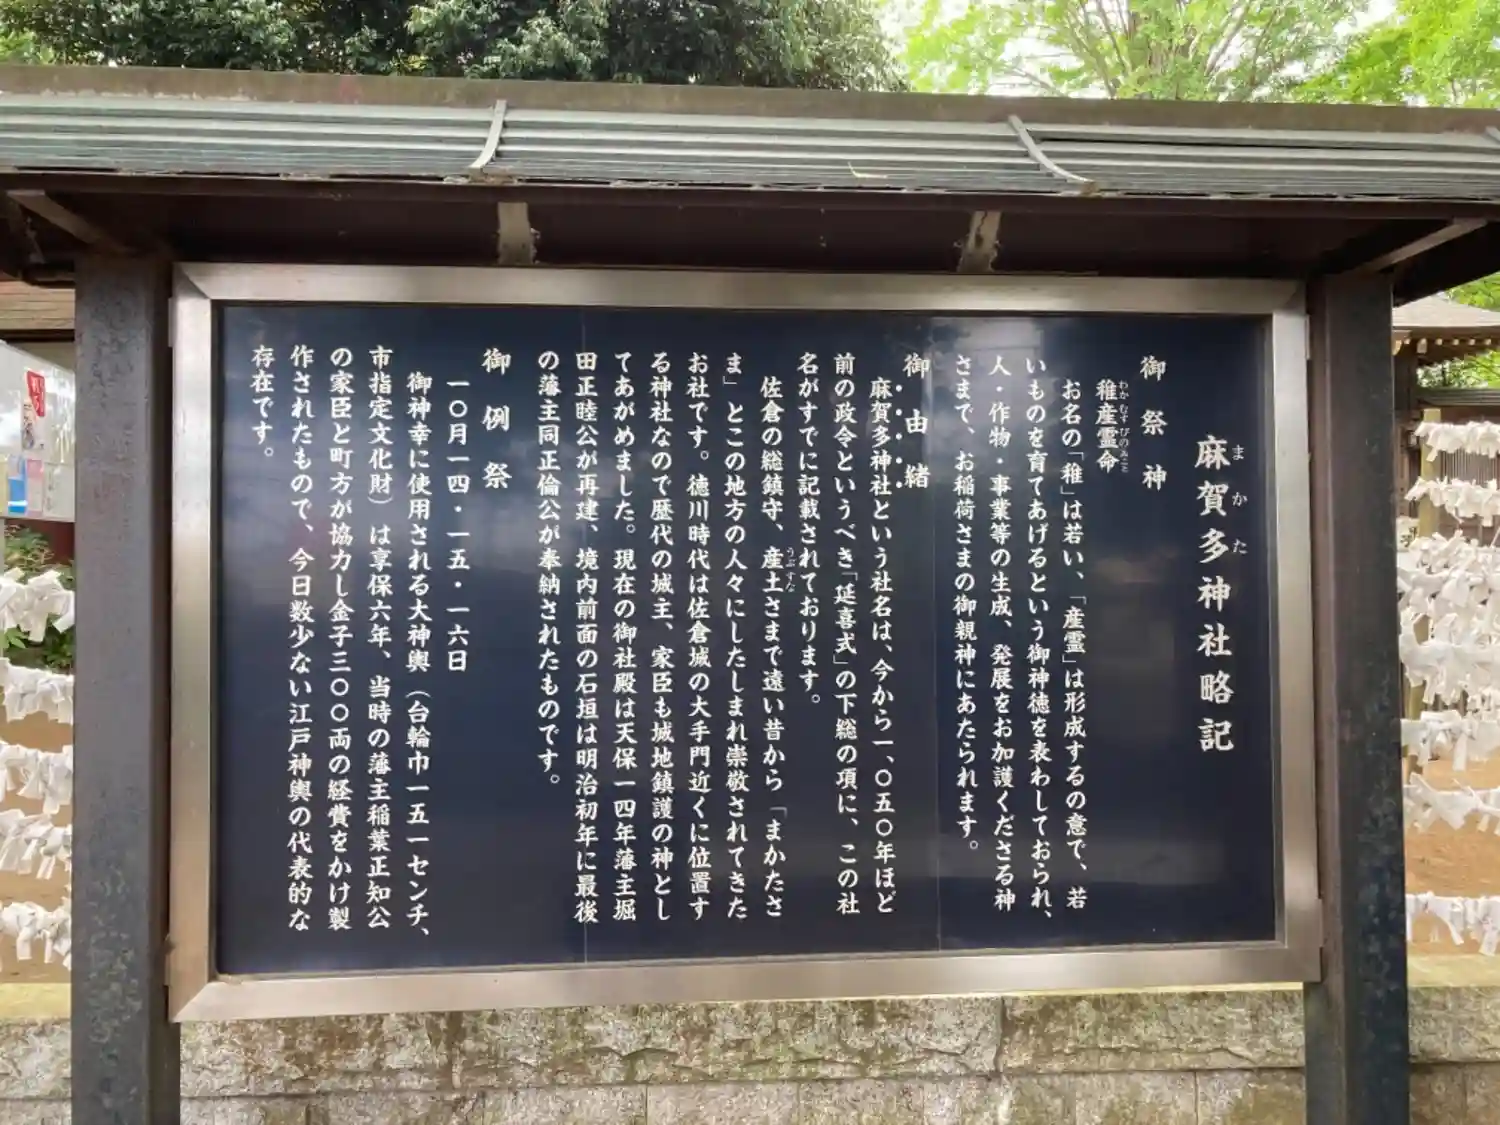 麻賀多神社略記
まかた
御祭神
稚産霊命
わかむすびのみこと
お名の「稚」は若い、「産霊」は形成するの意で、若
いものを育てあげるという御神徳を表わしておられ、
人・作物・事業等の生成、発展をお加護くださる神
さまで、お稲荷さまの御親神にあたられます。
御由緒
麻賀多神社という社名は、今から一、〇五〇年ほど
前の政令というべき「延喜式」の下総の項に、この社
名がすでに記載されております。
佐倉の総鎮守、産土さまで遠い昔から「まかたさ
うぶすな
ま」とこの地方の人々にしたしまれ崇敬されてきた
お社です。徳川時代は佐倉城の大手門近くに位置す
る神社なので歴代の城主、家臣も城地鎮護の神とし
てあがめました。現在の御社殿は天保一四年藩主堀
田正睦公が再建、境内前面の石垣は明治初年に最後
の藩主同正倫公が奉納されたものです。
御例祭
一〇月一四・一五・一六日
御神幸に使用される大神輿（台輪巾一五一センチ、
市指定文化財）は享保六年、当時の藩主稲葉正知公
の家臣と町方が協力し金子三〇〇両の経費をかけ製
作されたもので、今日数少ない江戸神輿の代表的な
存在です。